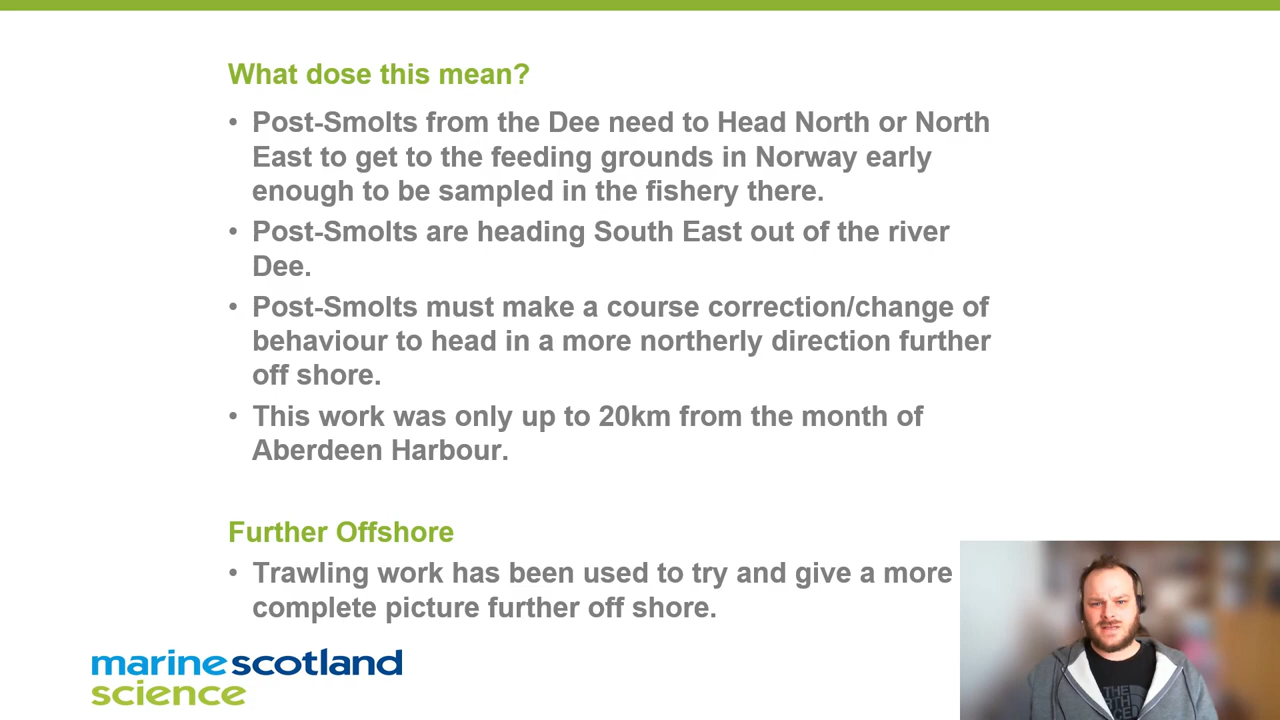 What dose this mean?
• Post-Smolts from the Dee need to Head North or North
East to get to the feeding grounds in Norway early
enough to be sampled in the fishery there.
• Post-Smolts are heading South East out of the river
Dee.
• Post-Smolts must make a course correction/change of
behaviour to head in a more northerly direction further
off shore.
• This work was only up to 20km from the month of
Aberdeen Harbour.
Further Offshore
• Trawling work has been used to try and give a more
complete picture further off shore.
marinescotland
science
THE
NORTH
FACE